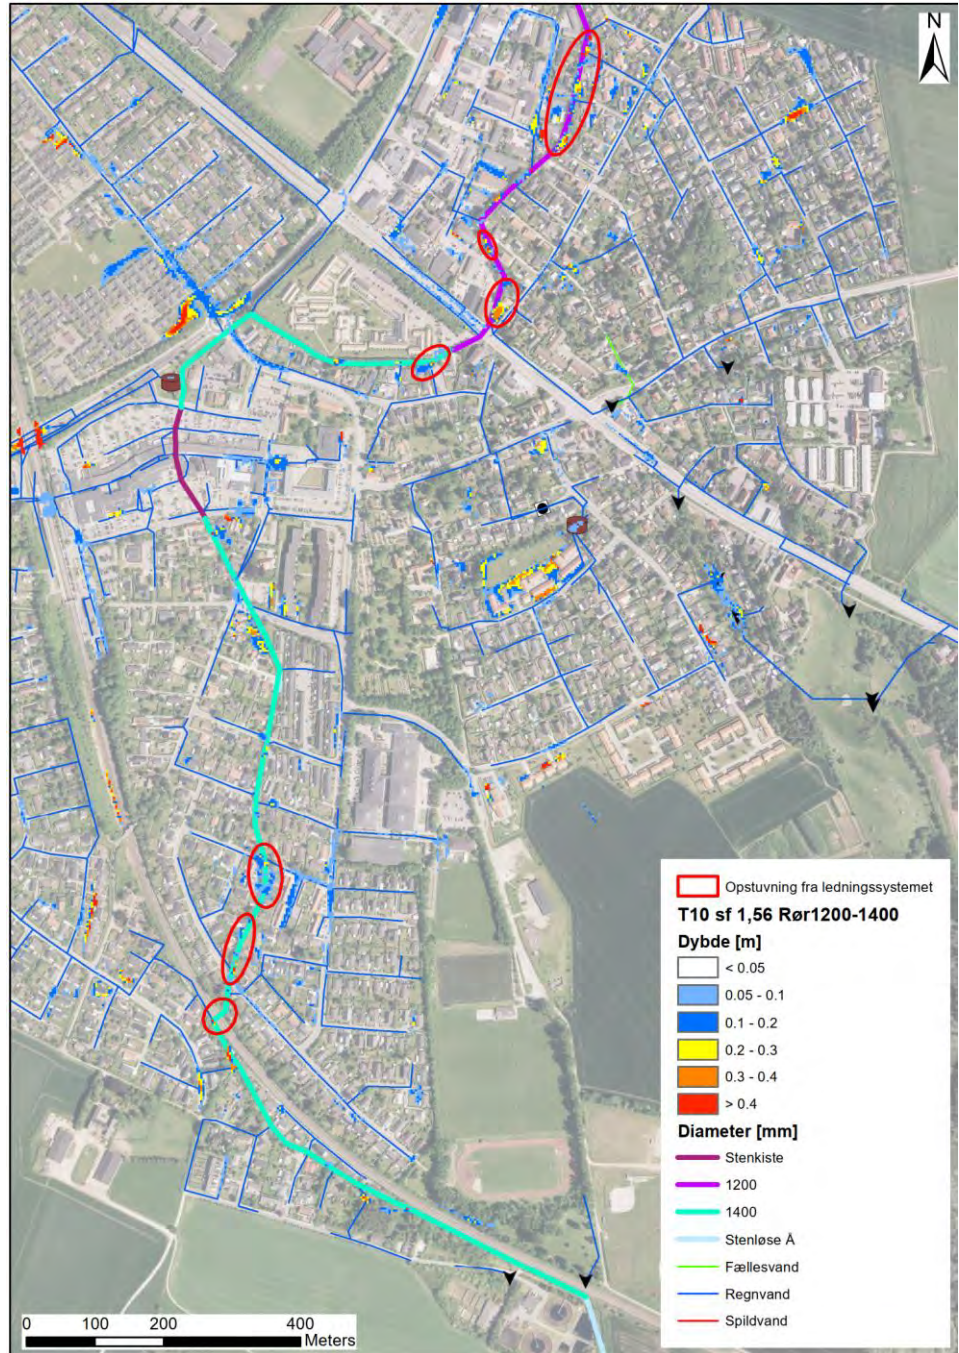 N
Opstuvning fra ledningssystemet
T10 sf 1,56 Rør1200-1400
Dybde [m]
< 0.05
0.05 - 0.1
0.1 - 0.2
0.2 - 0.3
0.3 - 0.4
> 0.4
Diameter [mm]
Stenkiste
1200
1400
Stenløse Å
Fællesvand
Regnvand
Spildvand
0 100 200 400
Meters